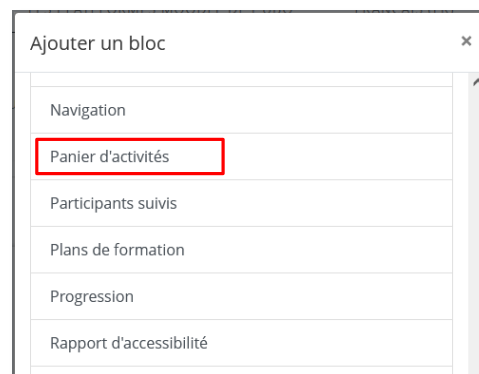 Ajouter un bloc
×
Navigation
Panier d'activités
Participants suivis
Plans de formation
Progression
Rapport d'accessibilité